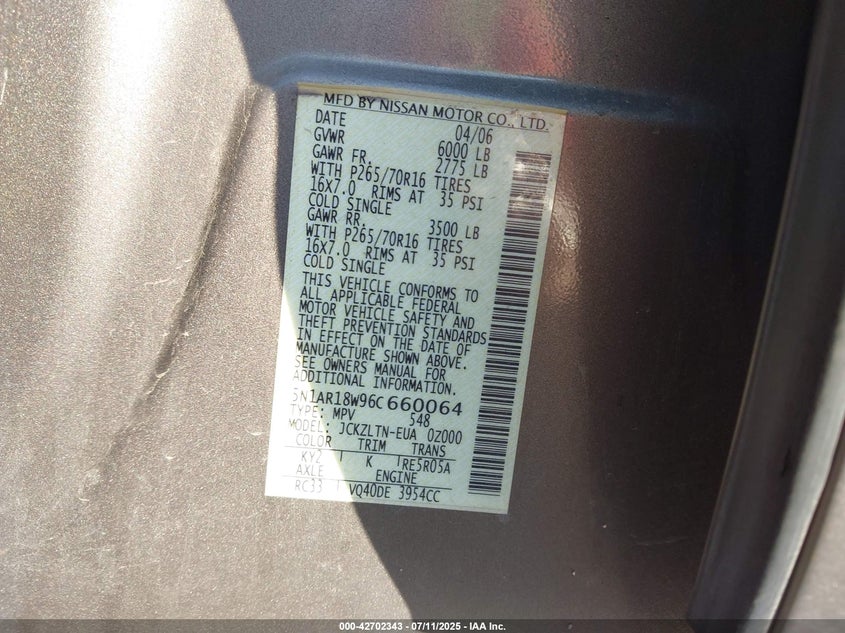 MFD BY NISSAN MOTOR CO., LTD.
DATE 04/06
GVWR 6000 LB
GAWR FR. 2775 LB
WITH P265/70R16 TIRES
16X7.0 RIMS AT 35 PSI
COLD SINGLE
GAWR RR. 3500 LB
WITH P265/70R16 TIRES
16X7.0 RIMS AT 35 PSI
COLD SINGLE
THIS VEHICLE CONFORMS TO
ALL APPLICABLE FEDERAL
MOTOR VEHICLE SAFETY AND
THEFT PREVENTION STANDARDS
IN EFFECT ON THE DATE OF
MANUFACTURE SHOWN ABOVE.
SEE OWNERS MANUAL FOR
ADDITIONAL INFORMATION.
5N1AR18W96C660064
TYPE: MPV 548
MODEL: JCKZLTN-EUA 0Z000
COLOR TRIM TRANS
KY2 K RE5R05A
AXLE ENGINE
RC33 VQ40DE 3954CC
000-42702343 - 07/11/2025 - IAA Inc.